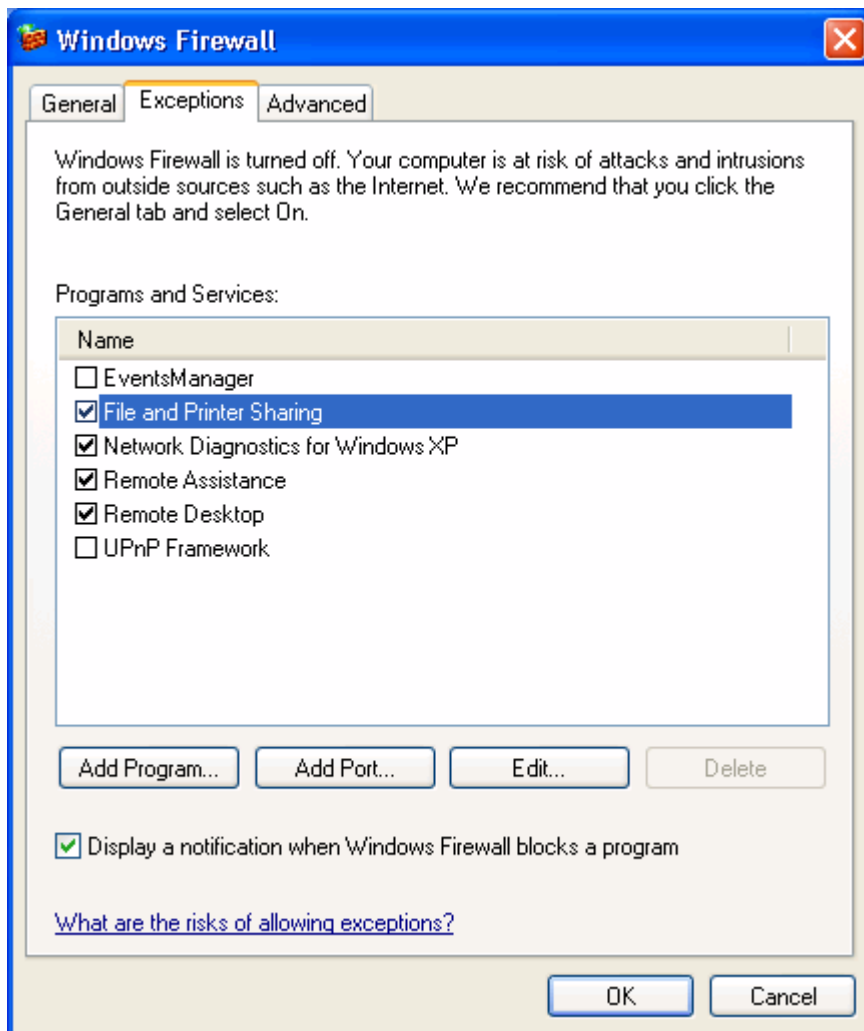 Windows Firewall
General Exceptions Advanced
Windows Firewall is turned off. Your computer is at risk of attacks and intrusions
from outside sources such as the Internet. We recommend that you click the
General tab and select On.
Programs and Services:
Name
EventsManager
File and Printer Sharing
Network Diagnostics for Windows XP
Remote Assistance
Remote Desktop
UPnP Framework
Add Program... Add Port... Edit... Delete
Display a notification when Windows Firewall blocks a program
What are the risks of allowing exceptions?
OK Cancel